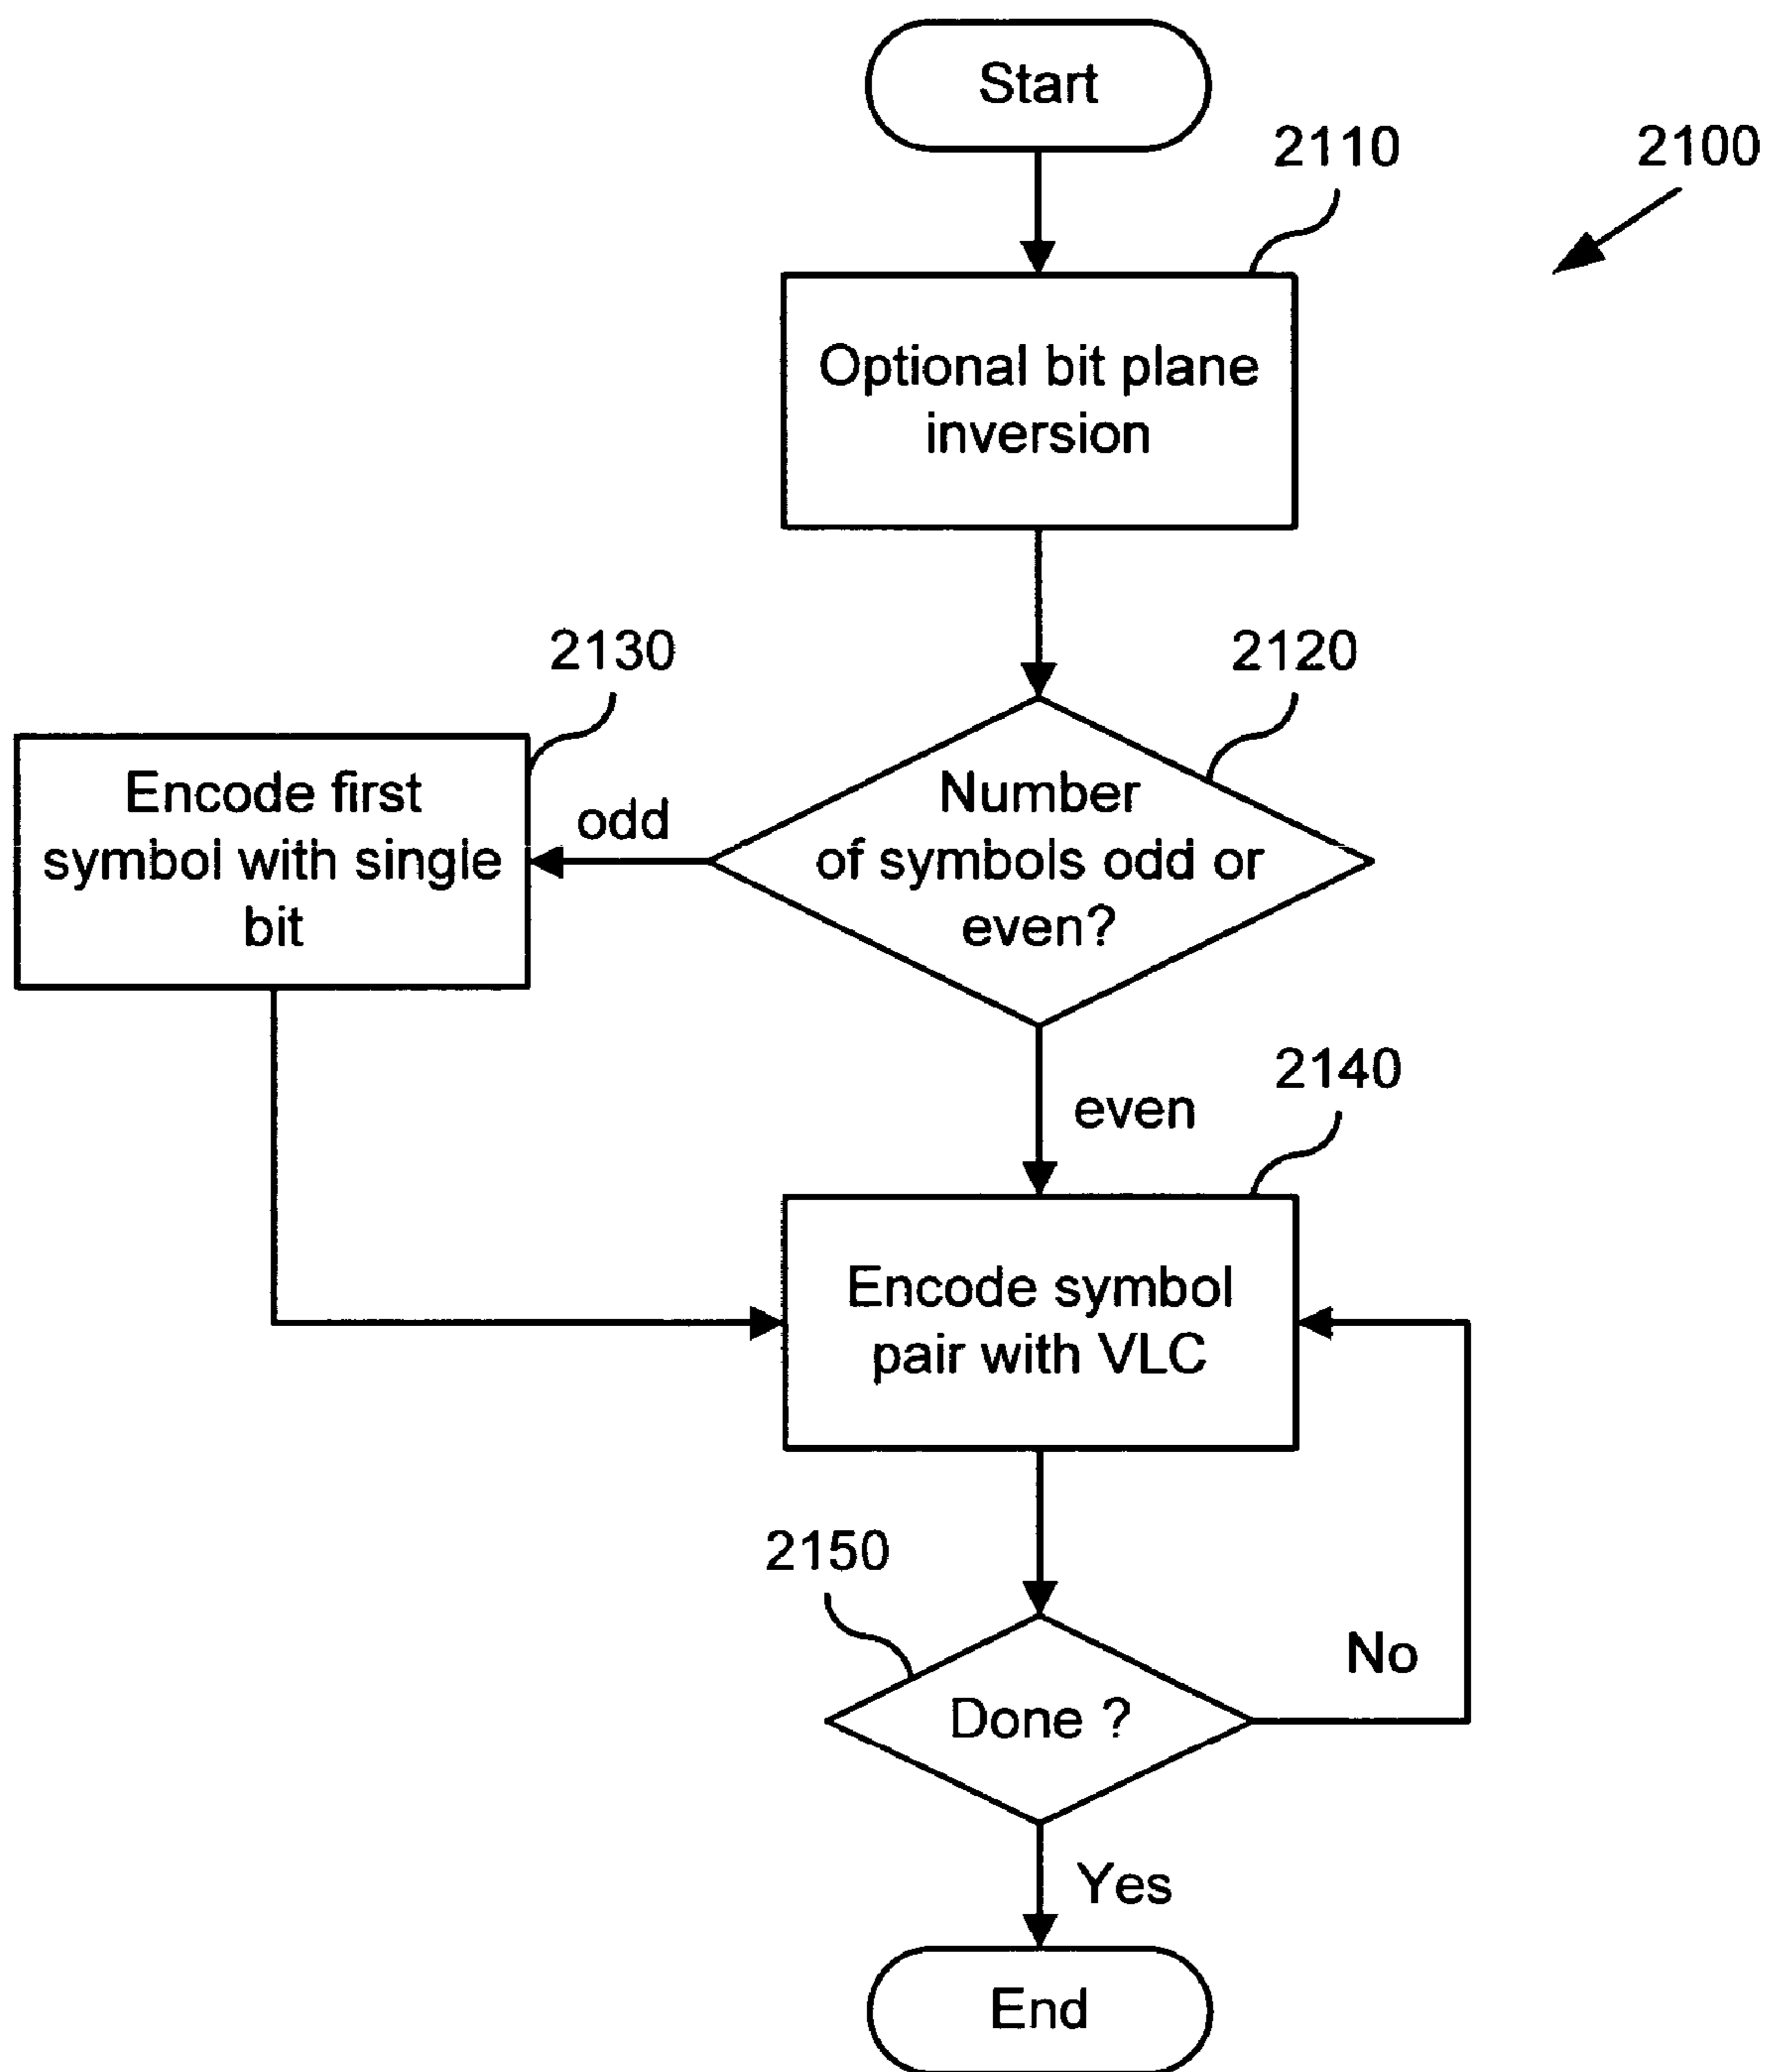 Start
2110
2100
Optional bit plane
inversion
2130
2120
Encode first
symbol with single
bit
odd
Number
of symbols odd or
even?
even
2140
Encode symbol
pair with VLC
2150
Done ?
No
Yes
End